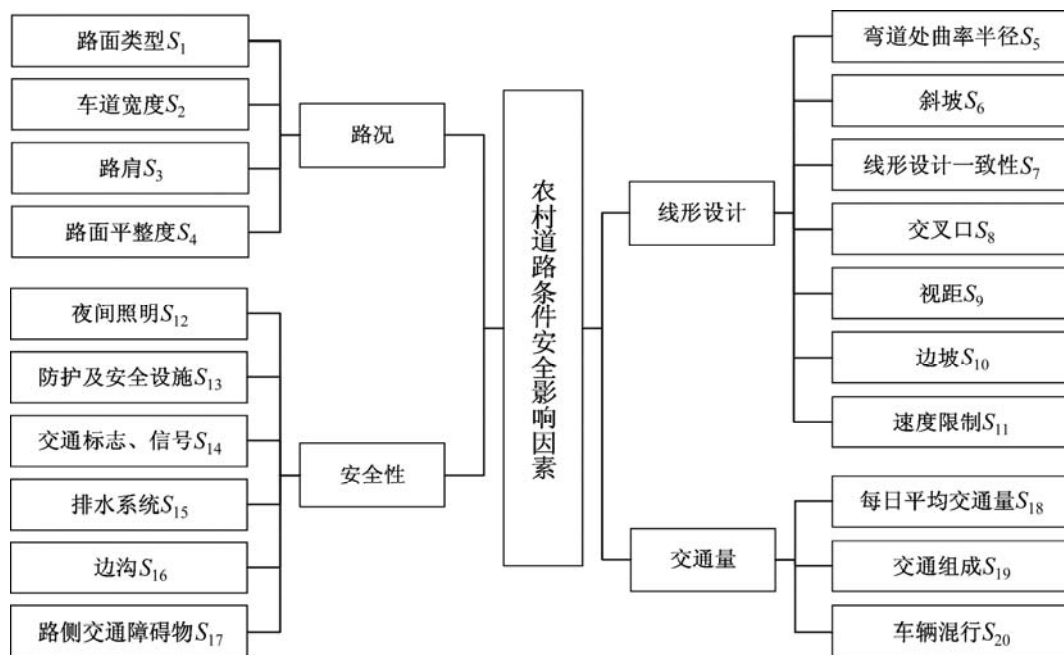 路面类型S₁
车道宽度S₂
路肩S₃
路面平整度S₄
路况
夜间照明S₁₂
防护及安全设施S₁₃
交通标志、信号S₁₄
排水系统S₁₅
边沟S₁₆
路侧交通障碍物S₁₇
安全性
农村道路条件安全影响因素
线形设计
弯道处曲率半径S₅
斜坡S₆
线形设计一致性S₇
交叉口S₈
视距S₉
边坡S₁₀
速度限制S₁₁
交通量
每日平均交通量S₁₈
交通组成S₁₉
车辆混行S₂₀